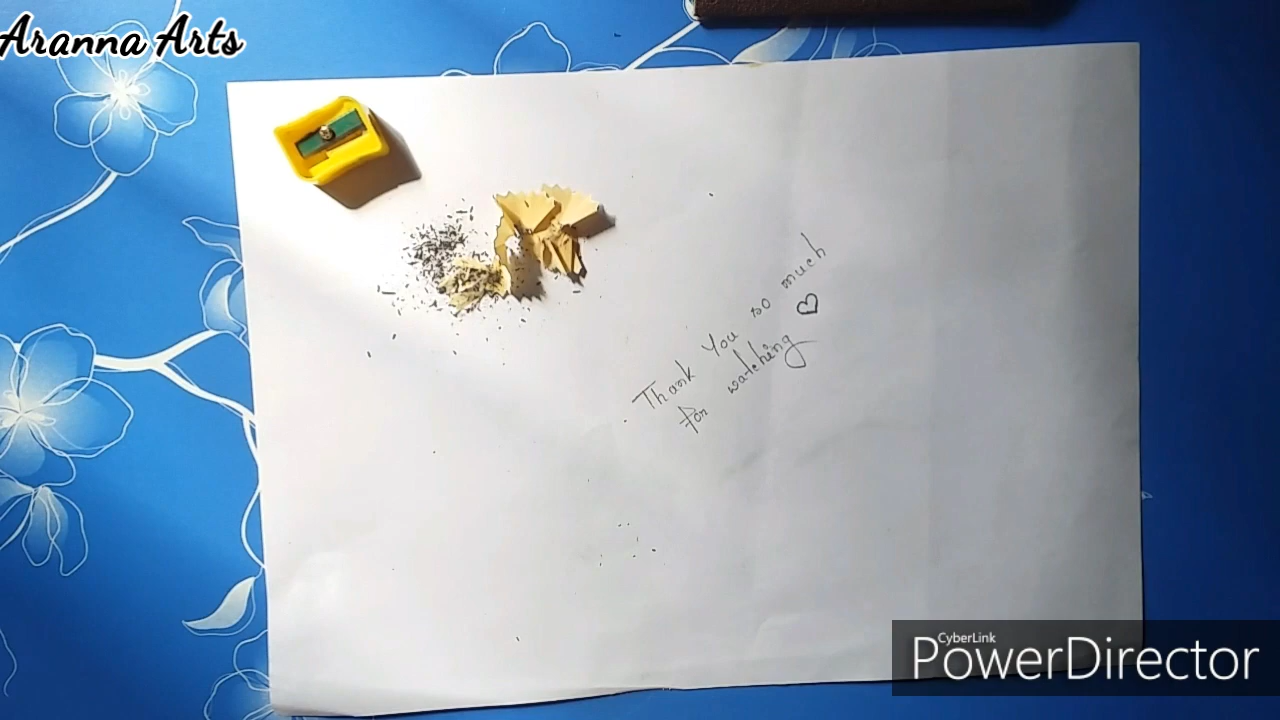 Aranna Arts
Thank You so much
for watching ♡
CyberLink
PowerDirector